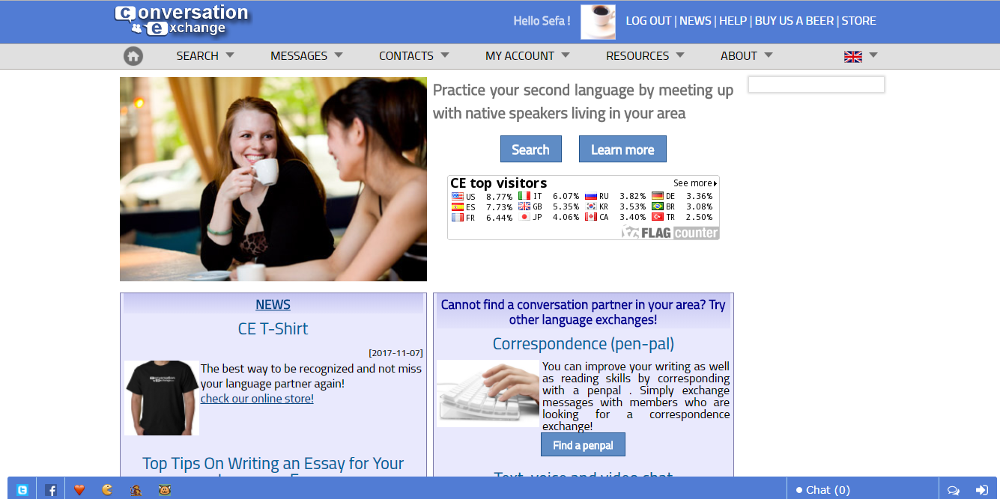 Conversation
Exchange
Hello Sefa !
LOG OUT | NEWS | HELP | BUY US A BEER | STORE
SEARCH
MESSAGES
CONTACTS
MY ACCOUNT
RESOURCES
ABOUT
Practice your second language by meeting up
with native speakers living in your area
Search
Learn more
CE top visitors
See more
US 8.77% IT 6.07% RU 3.82% DE 3.36%
ES 7.73% GB 5.35% KR 3.53% BR 3.08%
FR 6.44% JP 4.06% CA 3.40% TR 2.50%
FLAG counter
NEWS
CE T-Shirt
[2017-11-07]
conversation
exchange
The best way to be recognized and not miss
your language partner again!
check our online store!
Top Tips On Writing an Essay for Your
Cannot find a conversation partner in your area? Try
other language exchanges!
Correspondence (pen-pal)
You can improve your writing as well
as reading skills by corresponding
with a penpal . Simply exchange
messages with members who are
looking for a correspondence
exchange!
Find a penpal
Text, voice and video chat
Chat (0)